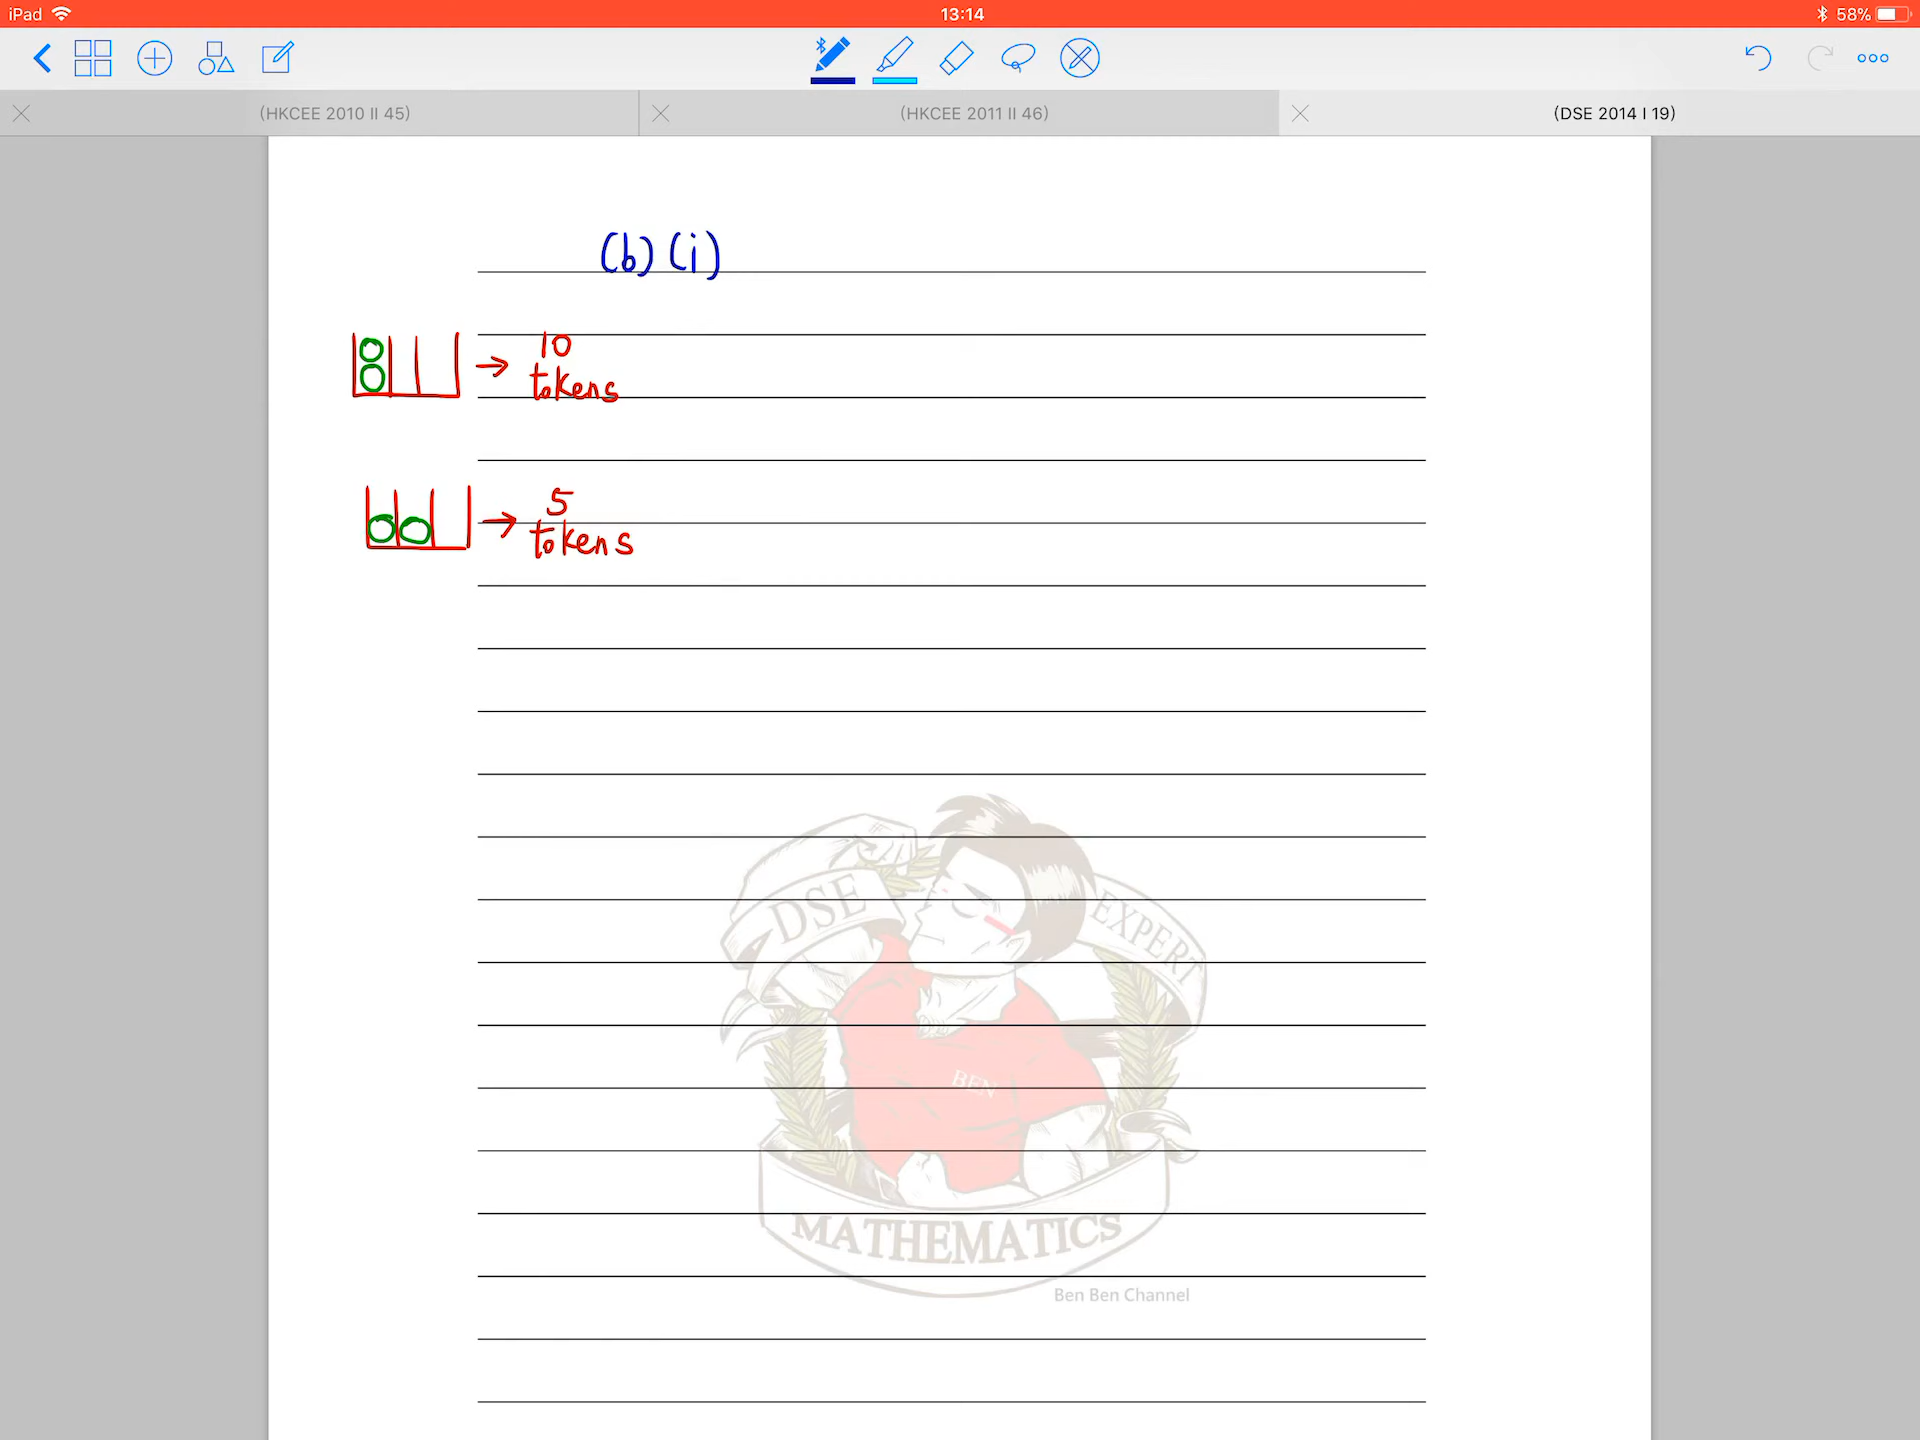 iPad 13:14 58%
(HKCEE 2010 II 45) (HKCEE 2011 II 46) (DSE 2014 I 19)
(b) (i)
→ 10
tokens
→ 5
tokens
DSE EXPERT
BEN
MATHEMATICS
Ben Ben Channel